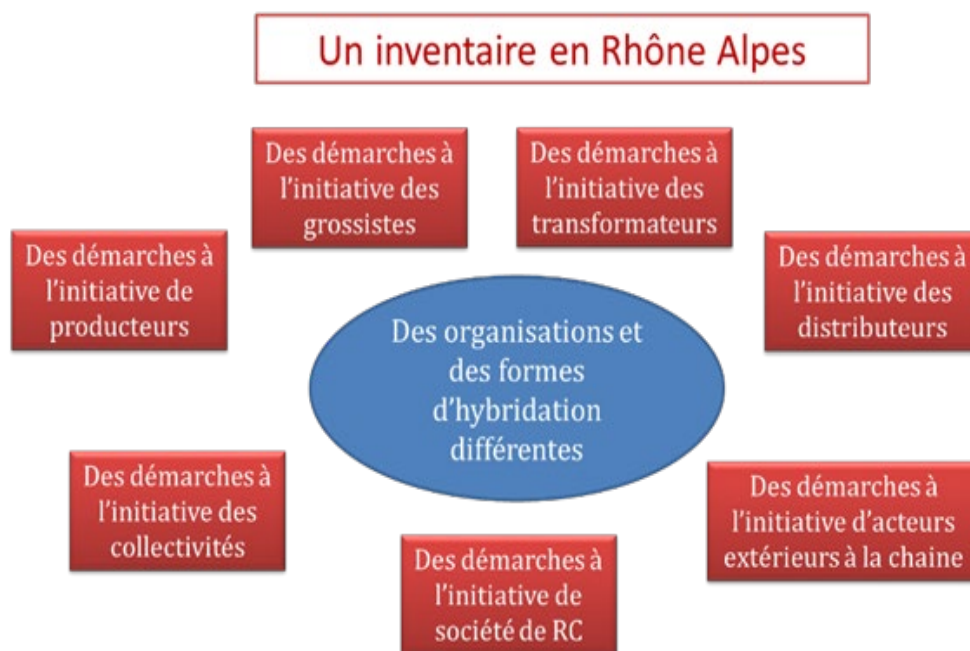 Un inventaire en Rhône Alpes
Des démarches à
l'initiative des
grossistes
Des démarches à
l'initiative des
transformateurs
Des démarches à
l'initiative de
producteurs
Des démarches à
l'initiative des
distributeurs
Des organisations et
des formes
d'hybridation
différentes
Des démarches à
l'initiative des
collectivités
Des démarches à
l'initiative d'acteurs
extérieurs à la chaine
Des démarches à
l'initiative de
société de RC